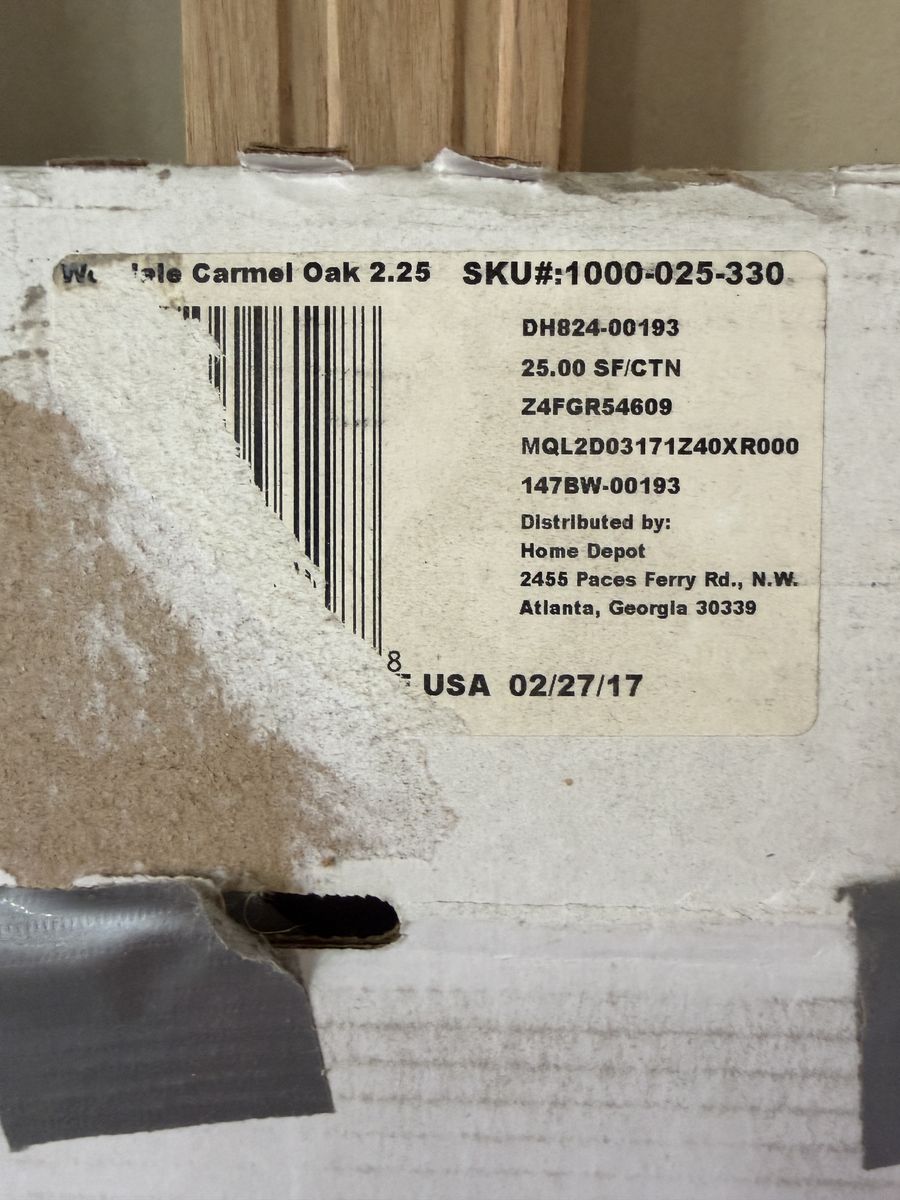 Carmel Oak 2.25 SKU#:1000-025-330
DH824-00193
25.00 SF/CTN
Z4FGR54609
MQL2D03171Z40XR000
147BW-00193
Distributed by:
Home Depot
2455 Paces Ferry Rd., N.W.
Atlanta, Georgia 30339
8
USA 02/27/17